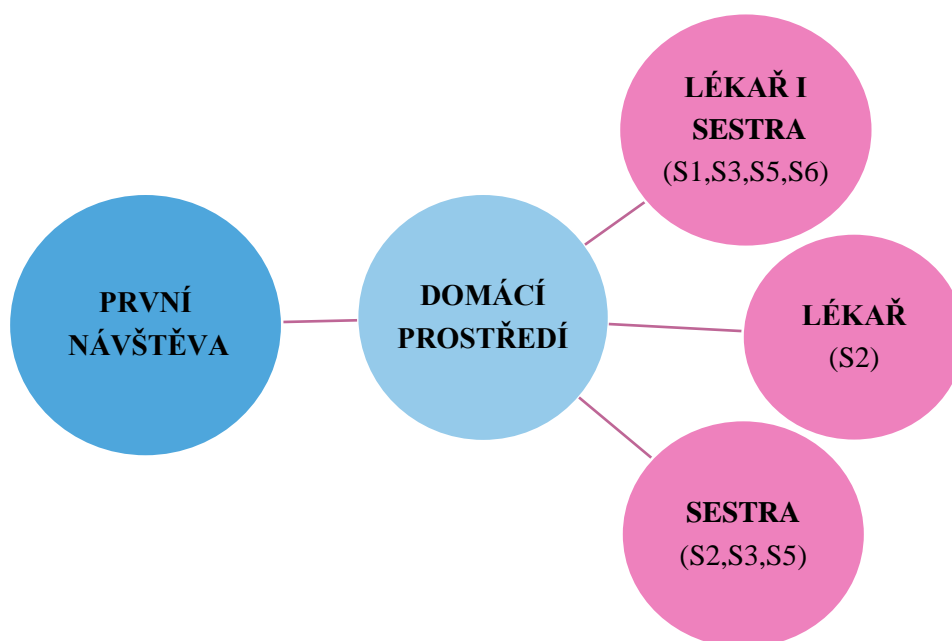 PRVNÍ
NÁVŠTĚVA
DOMÁCÍ
PROSTŘEDÍ
LÉKAŘ I
SESTRA
(S1,S3,S5,S6)
LÉKAŘ
(S2)
SESTRA
(S2,S3,S5)